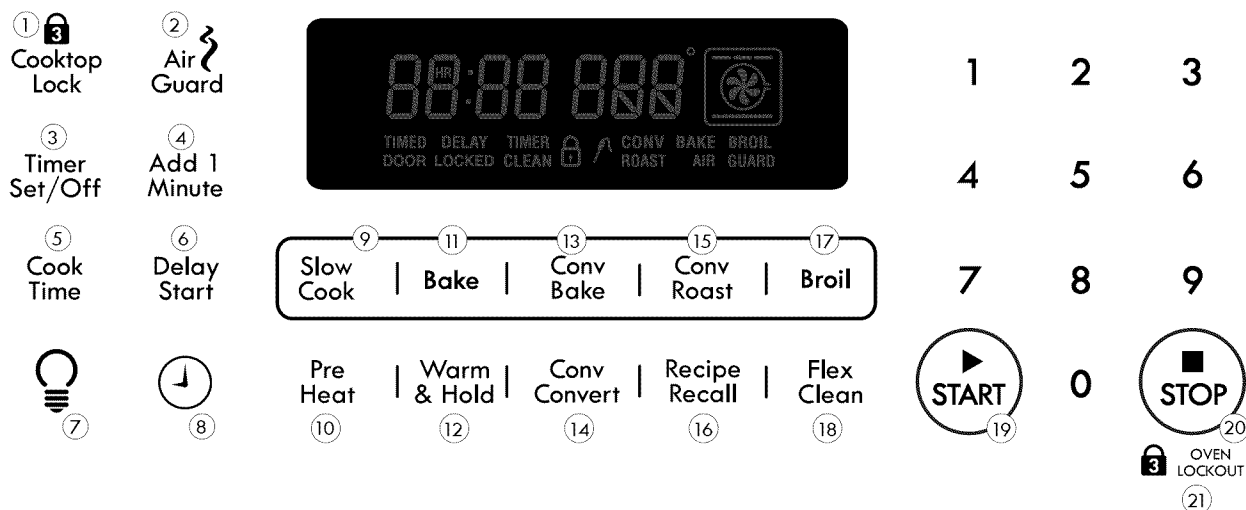 1 3
Cooktop
Lock
2
Air
Guard
3
Timer
Set/Off
4
Add 1
Minute
5
Cook
Time
6
Delay
Start
7
8
88:88 888°
HR
TIMED DELAY TIMER CONV BAKE BROIL
DOOR LOCKED CLEAN ROAST AIR GUARD
9
Slow
Cook
11
Bake
13
Conv
Bake
15
Conv
Roast
17
Broil
Pre
Heat
10
Warm
& Hold
12
Conv
Convert
14
Recipe
Recall
16
Flex
Clean
18
1 2 3
4 5 6
7 8 9
START
19
0
STOP
20
3 OVEN
LOCKOUT
21